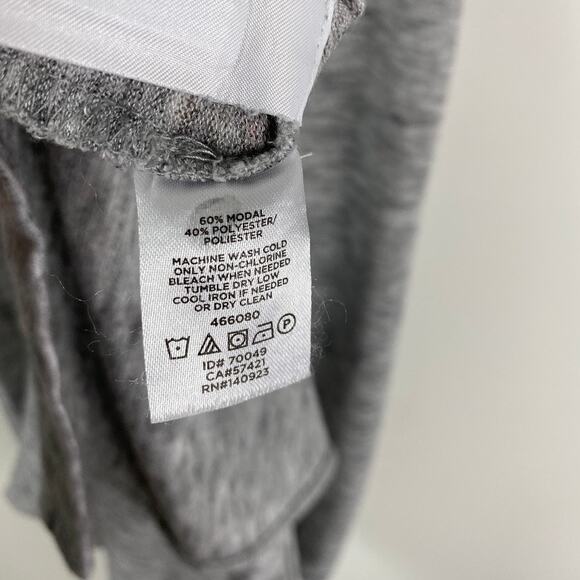 60% MODAL
40% POLYESTER/
POLIÉSTER
MACHINE WASH COLD
ONLY NON-CHLORINE
BLEACH WHEN NEEDED
TUMBLE DRY LOW
COOL IRON IF NEEDED
OR DRY CLEAN
466080
P
ID# 70049
CA#57421
RN#140923